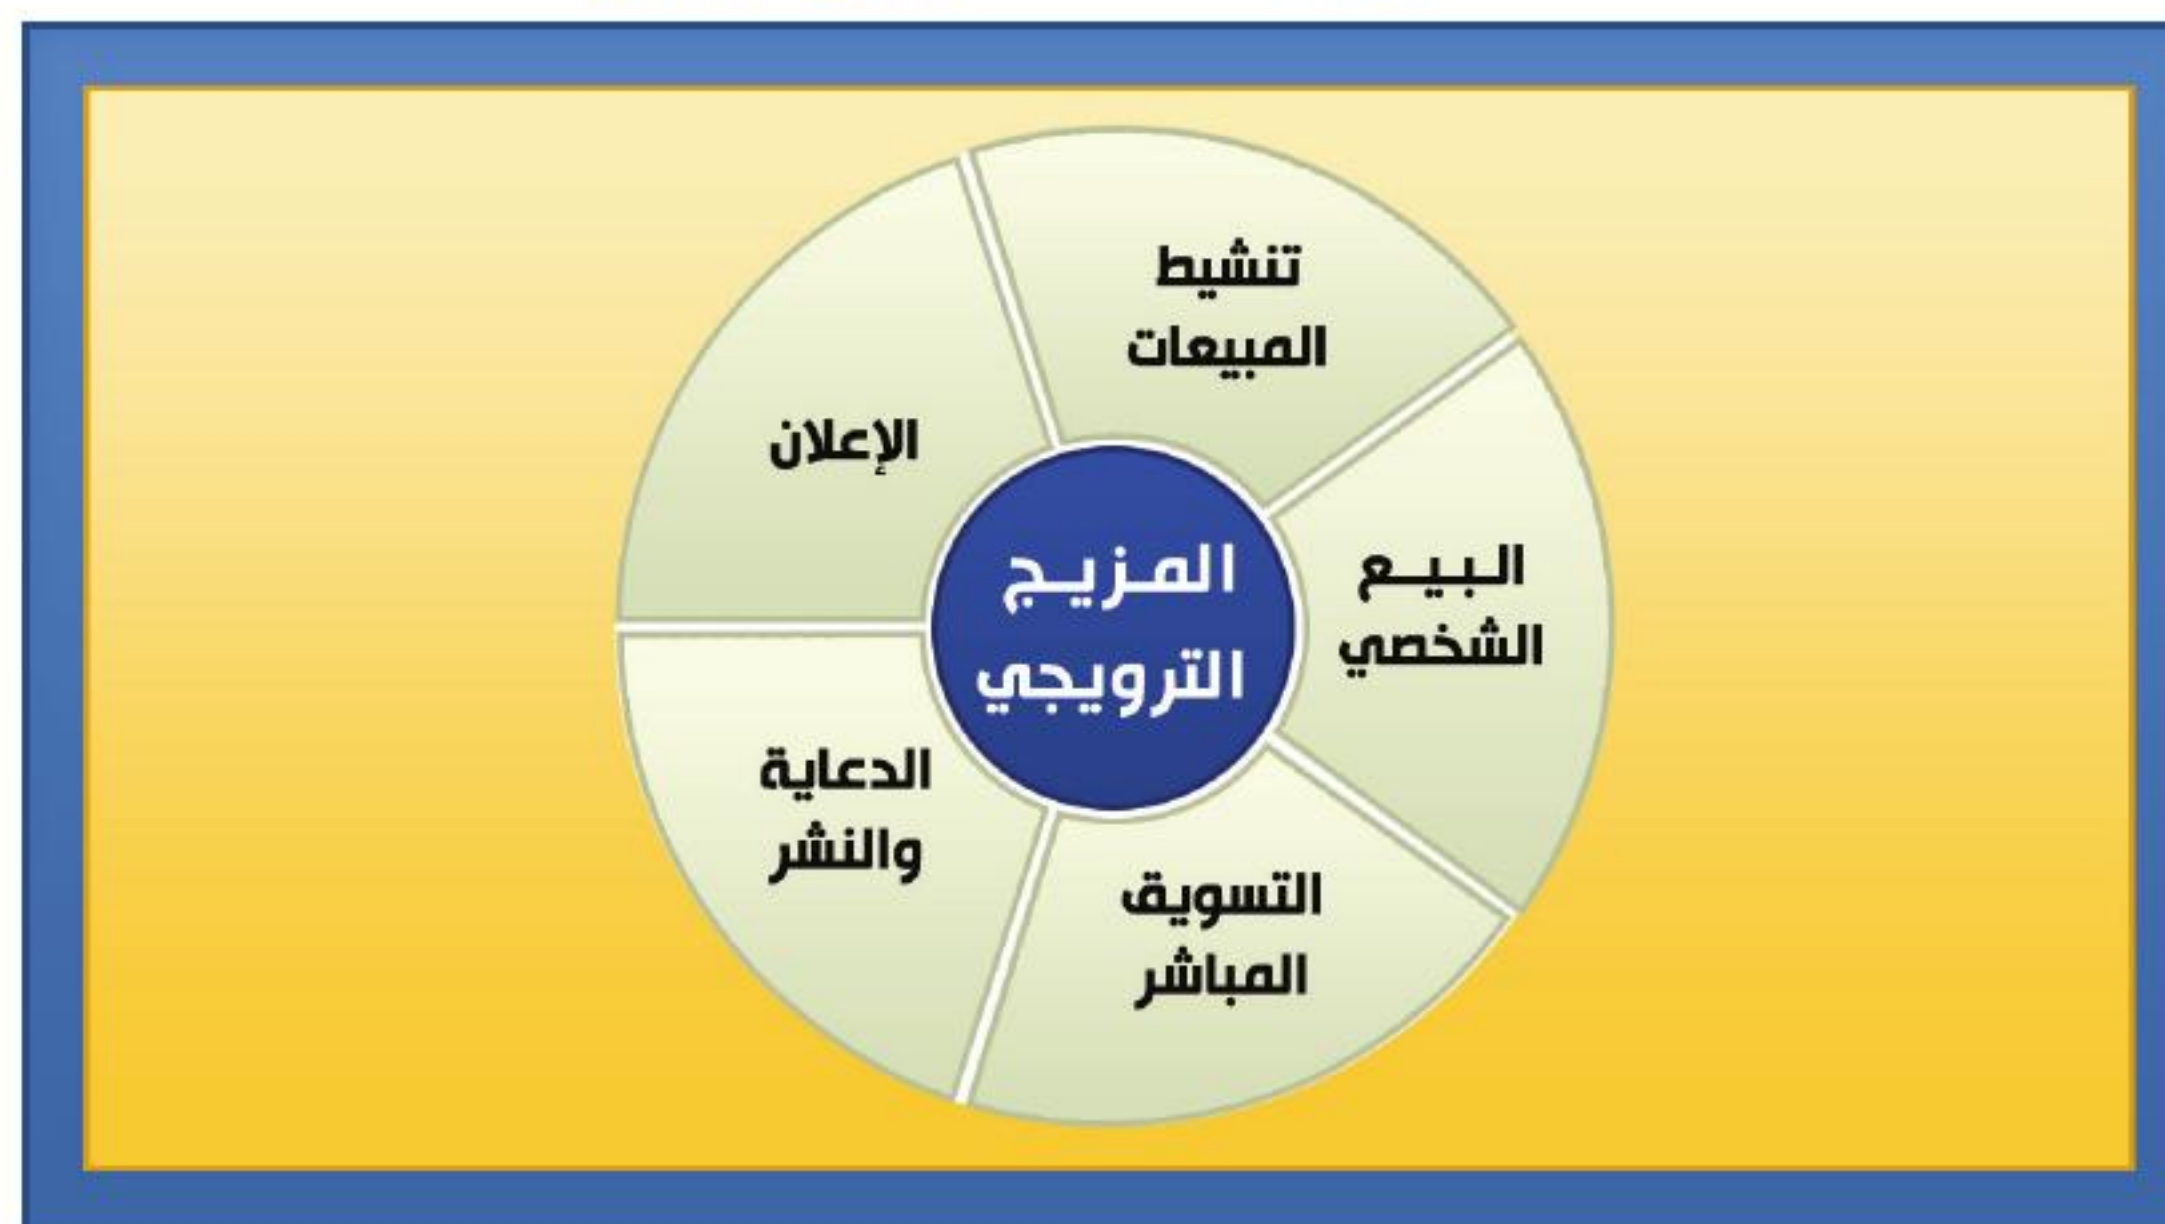 تنشيط
المبيعات
الإعلان
البيع
الشخصي
المزيج
الترويجي
الدعاية
والنشر
التسويق
المباشر